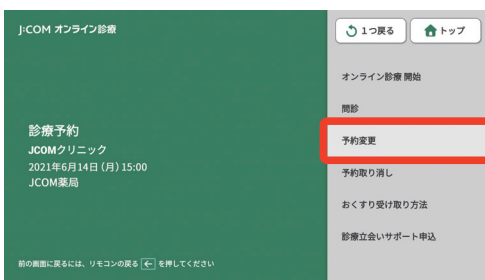 J:COM オンライン診療
1つ戻る
トップ
オンライン診療 開始
問診
予約変更
予約取り消し
おくすり受け取り方法
診療立会いサポート申込
診療予約
JCOMクリニック
2021年6月14日（月）15:00
JCOM薬局
前の画面に戻るには、リモコンの戻る ← を押してください